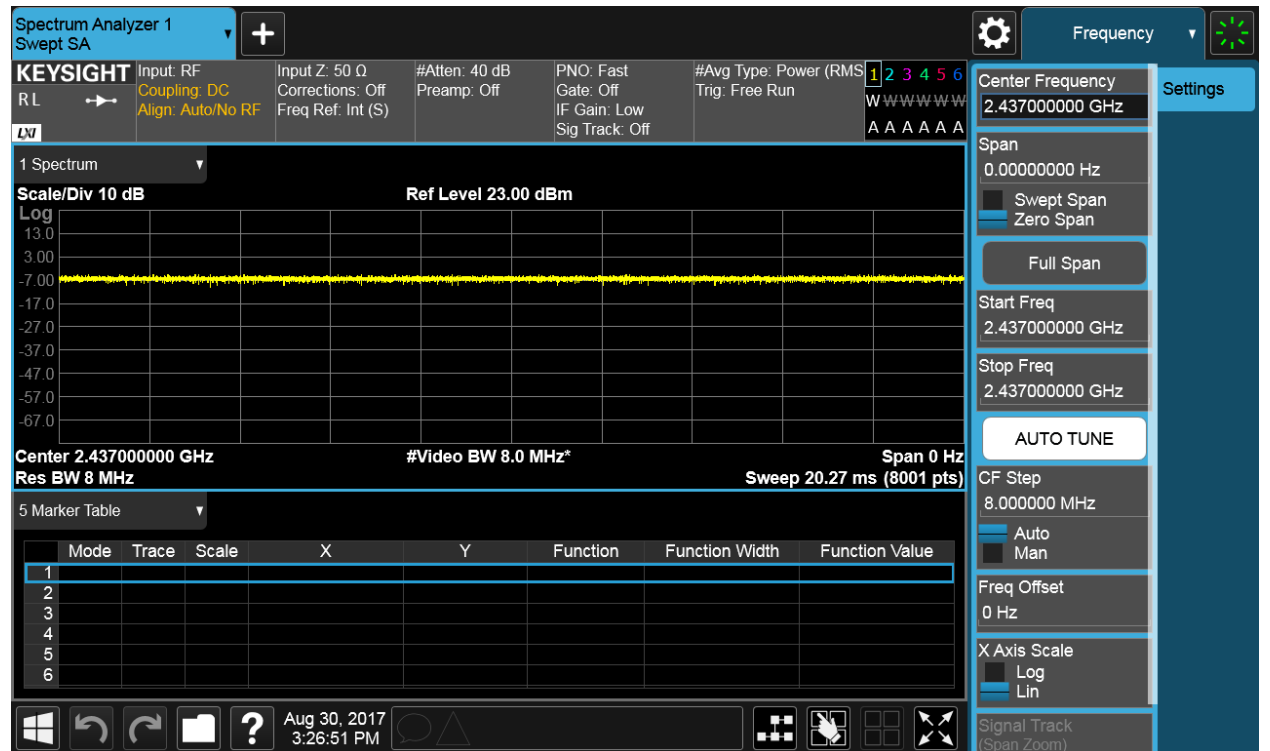 Spectrum Analyzer 1
Swept SA
Frequency
KEYSIGHT
RL
LXI
Input: RF
Coupling: DC
Align: Auto/No RF
Input Z: 50 Ω
Corrections: Off
Freq Ref: Int (S)
#Atten: 40 dB
Preamp: Off
PNO: Fast
Gate: Off
IF Gain: Low
Sig Track: Off
#Avg Type: Power (RMS
Trig: Free Run
1 2 3 4 5 6
W W W W W W
A A A A A A
1 Spectrum
Scale/Div 10 dB
Ref Level 23.00 dBm
Log
13.0
3.00
-7.00
-17.0
-27.0
-37.0
-47.0
-57.0
-67.0
Center 2.437000000 GHz
#Video BW 8.0 MHz*
Span 0 Hz
Res BW 8 MHz
Sweep 20.27 ms (8001 pts)
5 Marker Table
Mode Trace Scale X Y Function Function Width Function Value
1
2
3
4
5
6
Center Frequency
2.437000000 GHz
Settings
Span
0.00000000 Hz
Swept Span
Zero Span
Full Span
Start Freq
2.437000000 GHz
Stop Freq
2.437000000 GHz
AUTO TUNE
CF Step
8.000000 MHz
Auto
Man
Freq Offset
0 Hz
X Axis Scale
Log
Lin
Signal Track
(Span Zoom)
?
Aug 30, 2017
3:26:51 PM